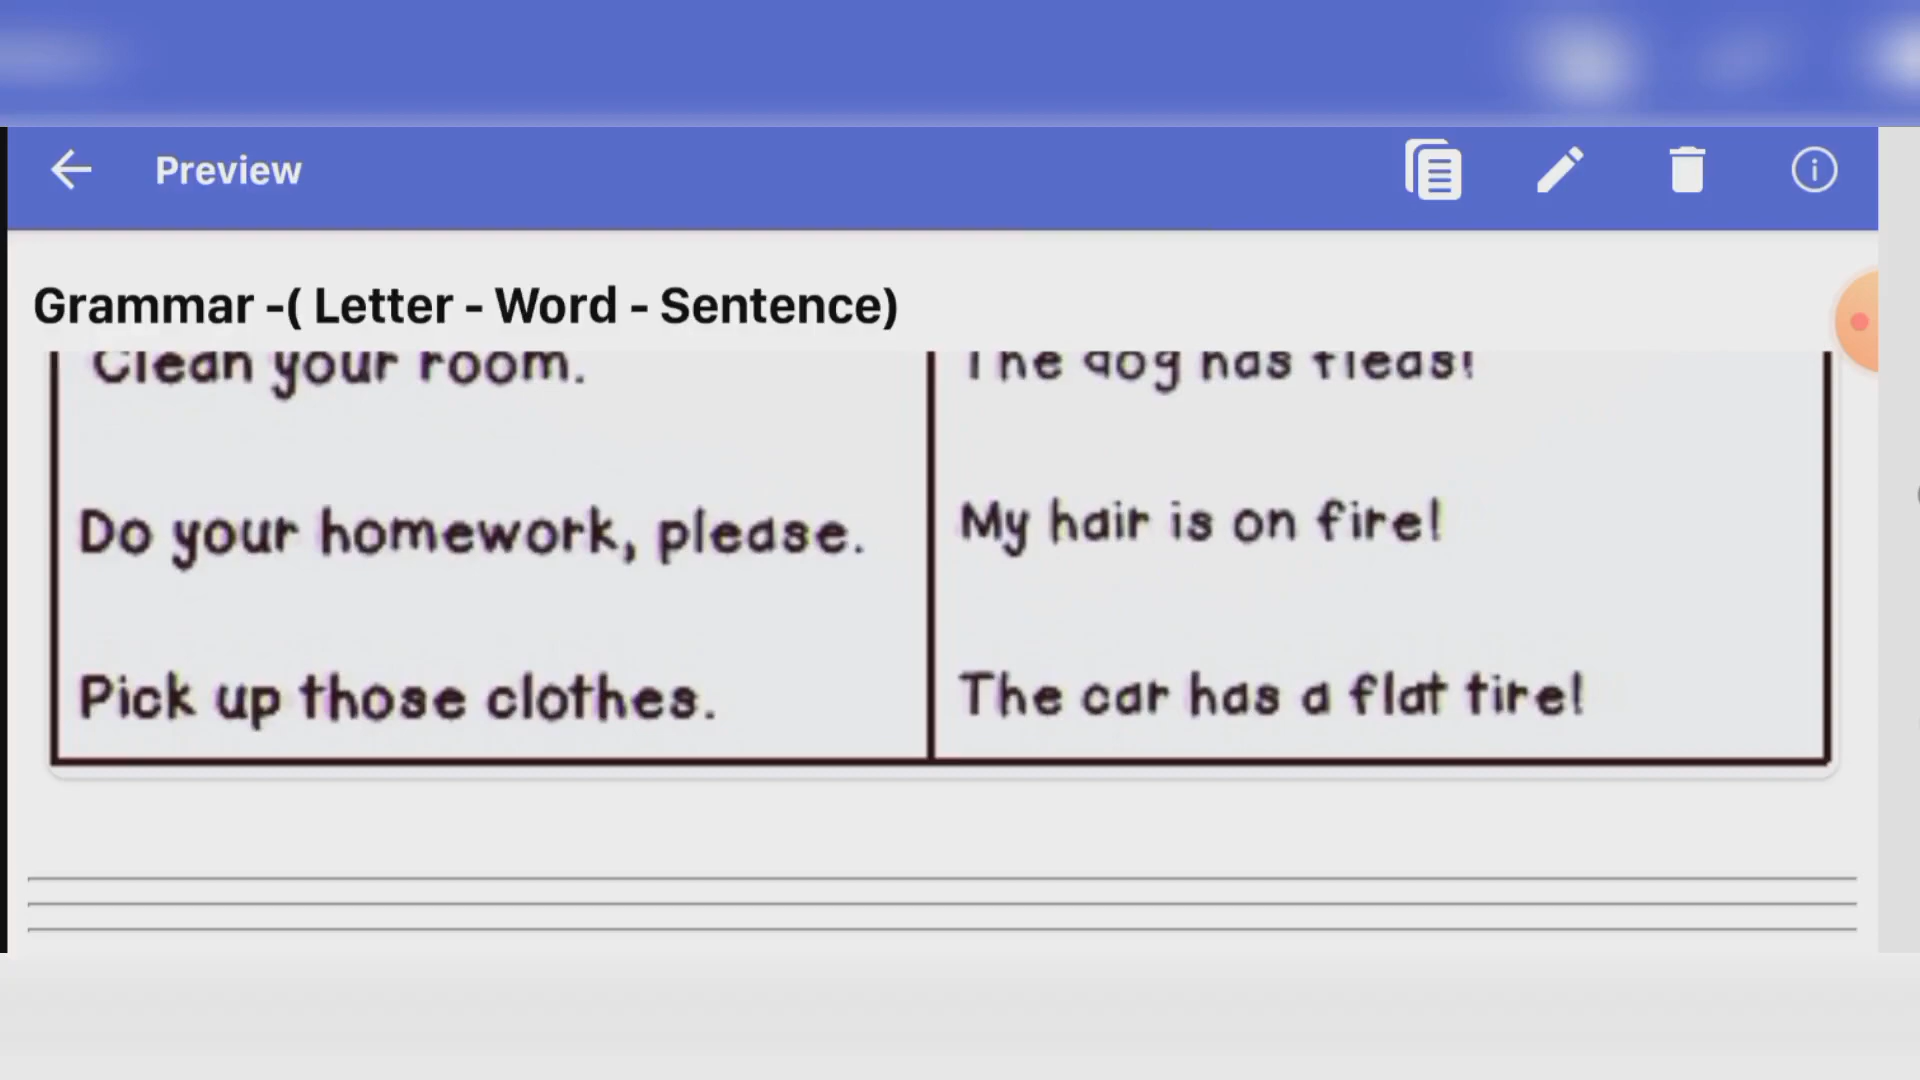 Preview
Grammar -( Letter - Word - Sentence)
Clean your room.
The dog has fleas!
Do your homework, please.
My hair is on fire!
Pick up those clothes.
The car has a flat tire!